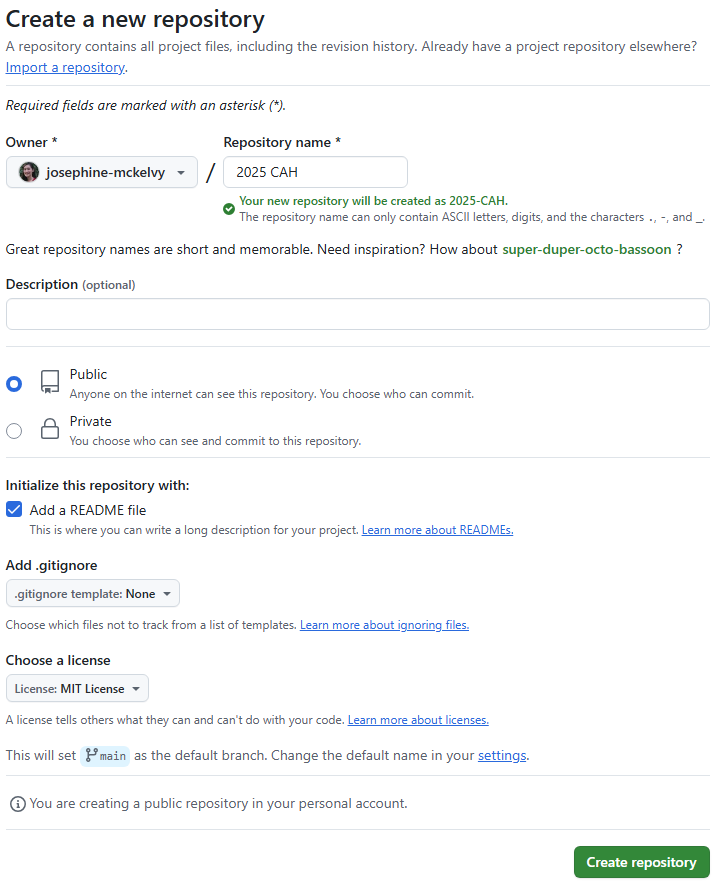 Create a new repository
A repository contains all project files, including the revision history. Already have a project repository elsewhere?
Import a repository.
Required fields are marked with an asterisk (*).
Owner *
Repository name *
josephine-mckelvy
/
2025 CAH
Your new repository will be created as 2025-CAH.
The repository name can only contain ASCII letters, digits, and the characters ., -, and _.
Great repository names are short and memorable. Need inspiration? How about super-duper-octo-bassoon ?
Description (optional)
Public
Anyone on the internet can see this repository. You choose who can commit.
Private
You choose who can see and commit to this repository.
Initialize this repository with:
Add a README file
This is where you can write a long description for your project. Learn more about READMEs.
Add .gitignore
.gitignore template: None
Choose which files not to track from a list of templates. Learn more about ignoring files.
Choose a license
License: MIT License
A license tells others what they can and can't do with your code. Learn more about licenses.
This will set main as the default branch. Change the default name in your settings.
You are creating a public repository in your personal account.
Create repository